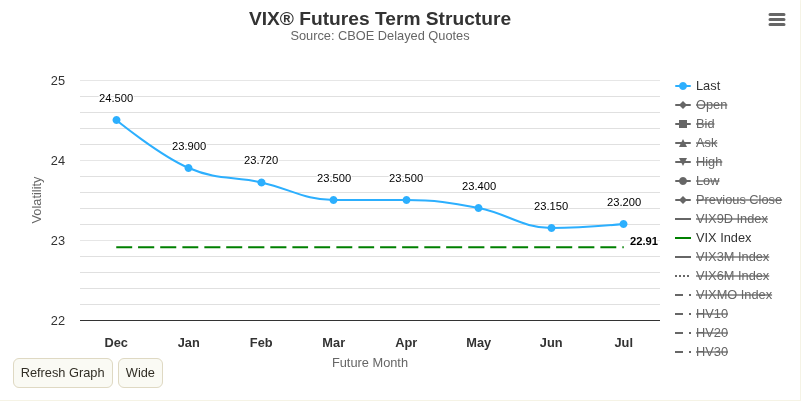 VIX® Futures Term Structure
Source: CBOE Delayed Quotes
25
24
23
22
Volatility
24.500
23.900
23.720
23.500
23.500
23.400
23.150
23.200
22.91
Dec Jan Feb Mar Apr May Jun Jul
Future Month
Last
Open
Bid
Ask
High
Low
Previous Close
VIX9D Index
VIX Index
VIX3M Index
VIX6M Index
VIXMO Index
HV10
HV20
HV30
Refresh Graph Wide